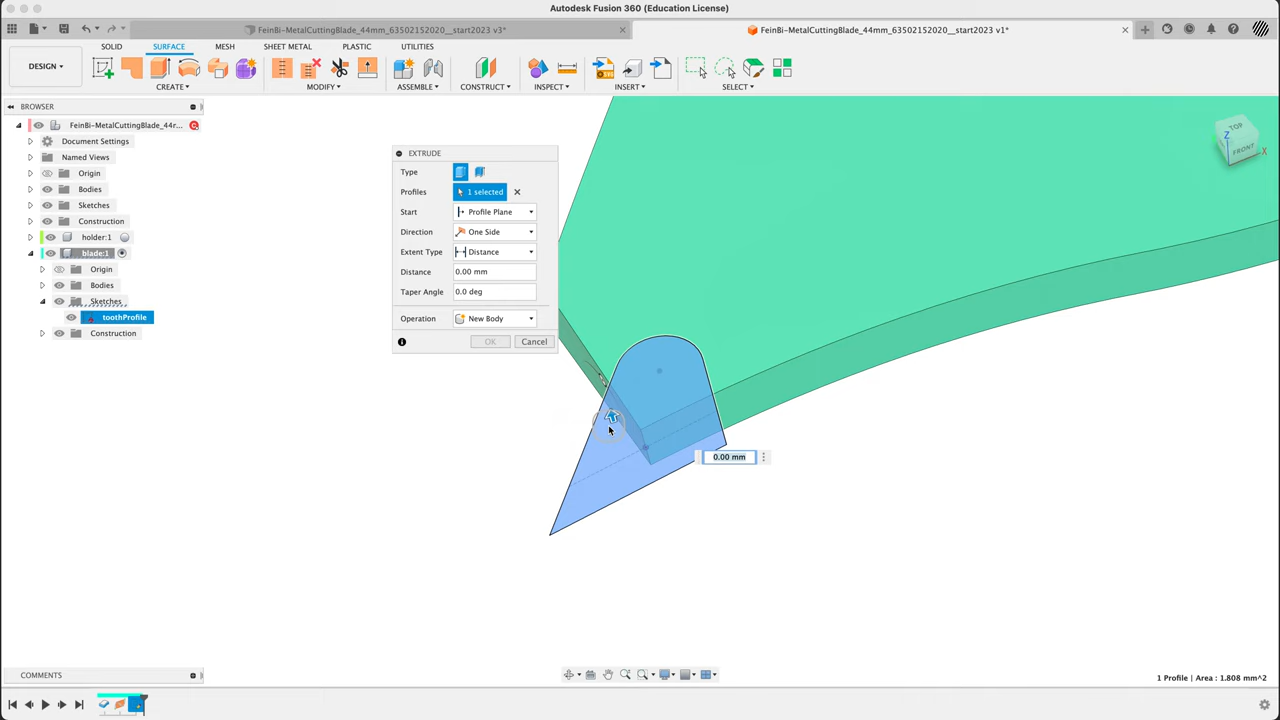 Autodesk Fusion 360 (Education License)
FeinBi-MetalCuttingBlade_44mm_63502152020__start2023 v3*
FeinBi-MetalCuttingBlade_44mm_63502152020__start2023 v1*
SOLID SURFACE MESH SHEET METAL PLASTIC UTILITIES
DESIGN
CREATE MODIFY ASSEMBLE CONSTRUCT INSPECT INSERT SELECT
BROWSER
FeinBi-MetalCuttingBlade_44r...
Document Settings
Named Views
Origin
Bodies
Sketches
Construction
holder:1
blade:1
Origin
Bodies
Sketches
toothProfile
Construction
EXTRUDE
Type
Profiles 1 selected
Start Profile Plane
Direction One Side
Extent Type Distance
Distance 0.00 mm
Taper Angle 0.0 deg
Operation New Body
OK Cancel
0.00 mm
TOP
FRONT
Z
X
COMMENTS
1 Profile | Area : 1.808 mm^2